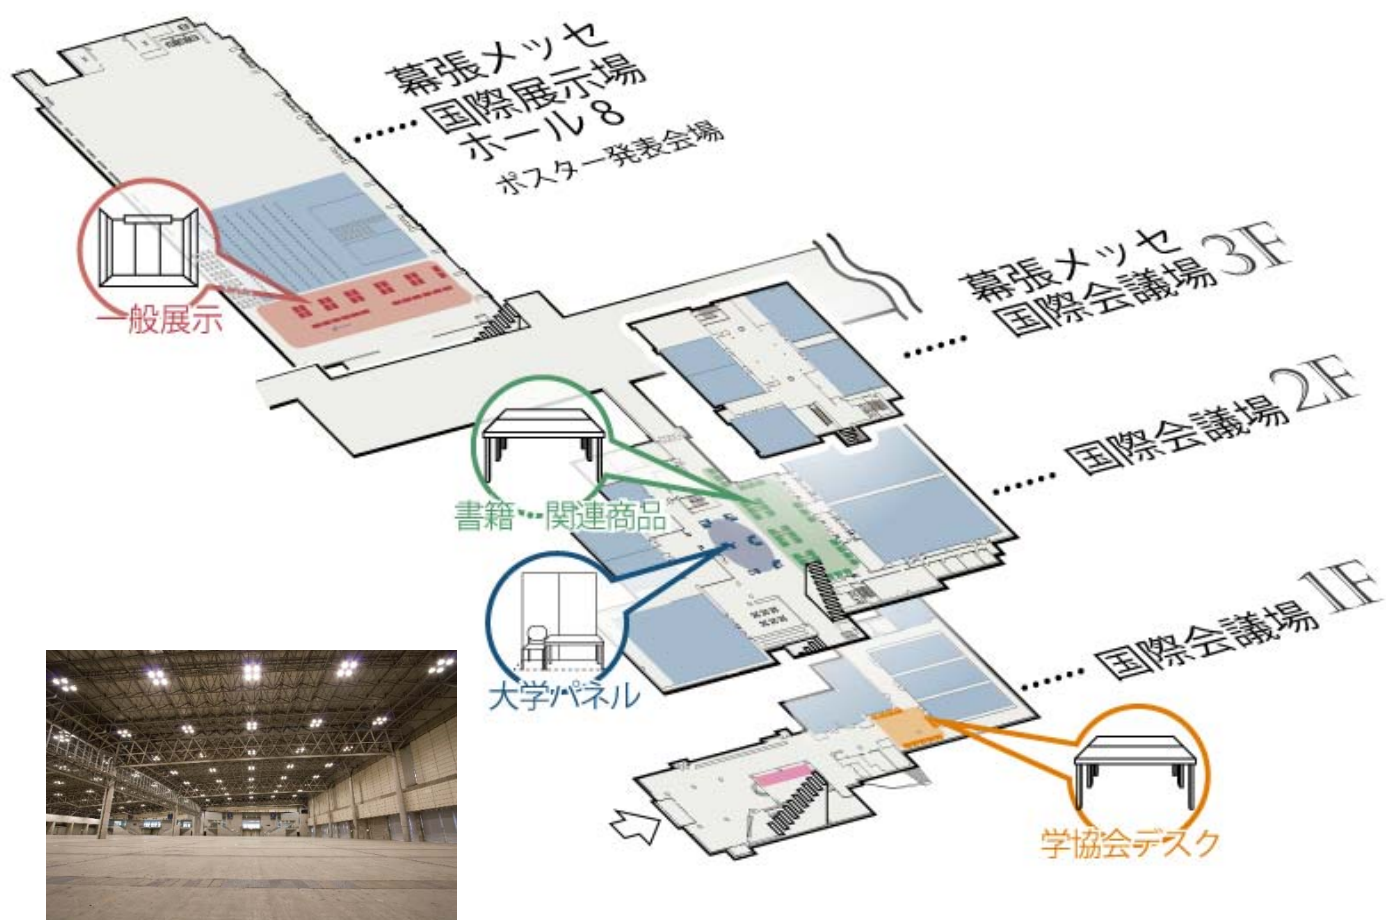 幕張メッセ
国際展示場
ホール8
ポスター発表会場
一般展示
幕張メッセ
国際会議場 3F
国際会議場 2F
書籍・関連商品
大学パネル
国際会議場 1F
学協会デスク